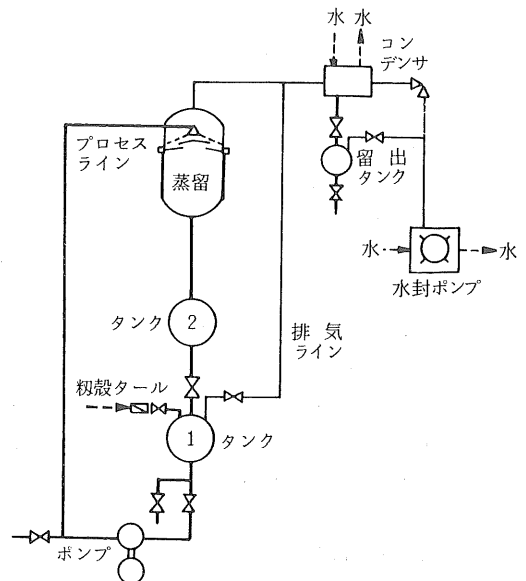 水
水
コン
デンサ
プロセス
ライン
蒸留
留出
タンク
水
水
水封ポンプ
タンク
2
排気
ライン
籾殻タール
1
タンク
ポンプ